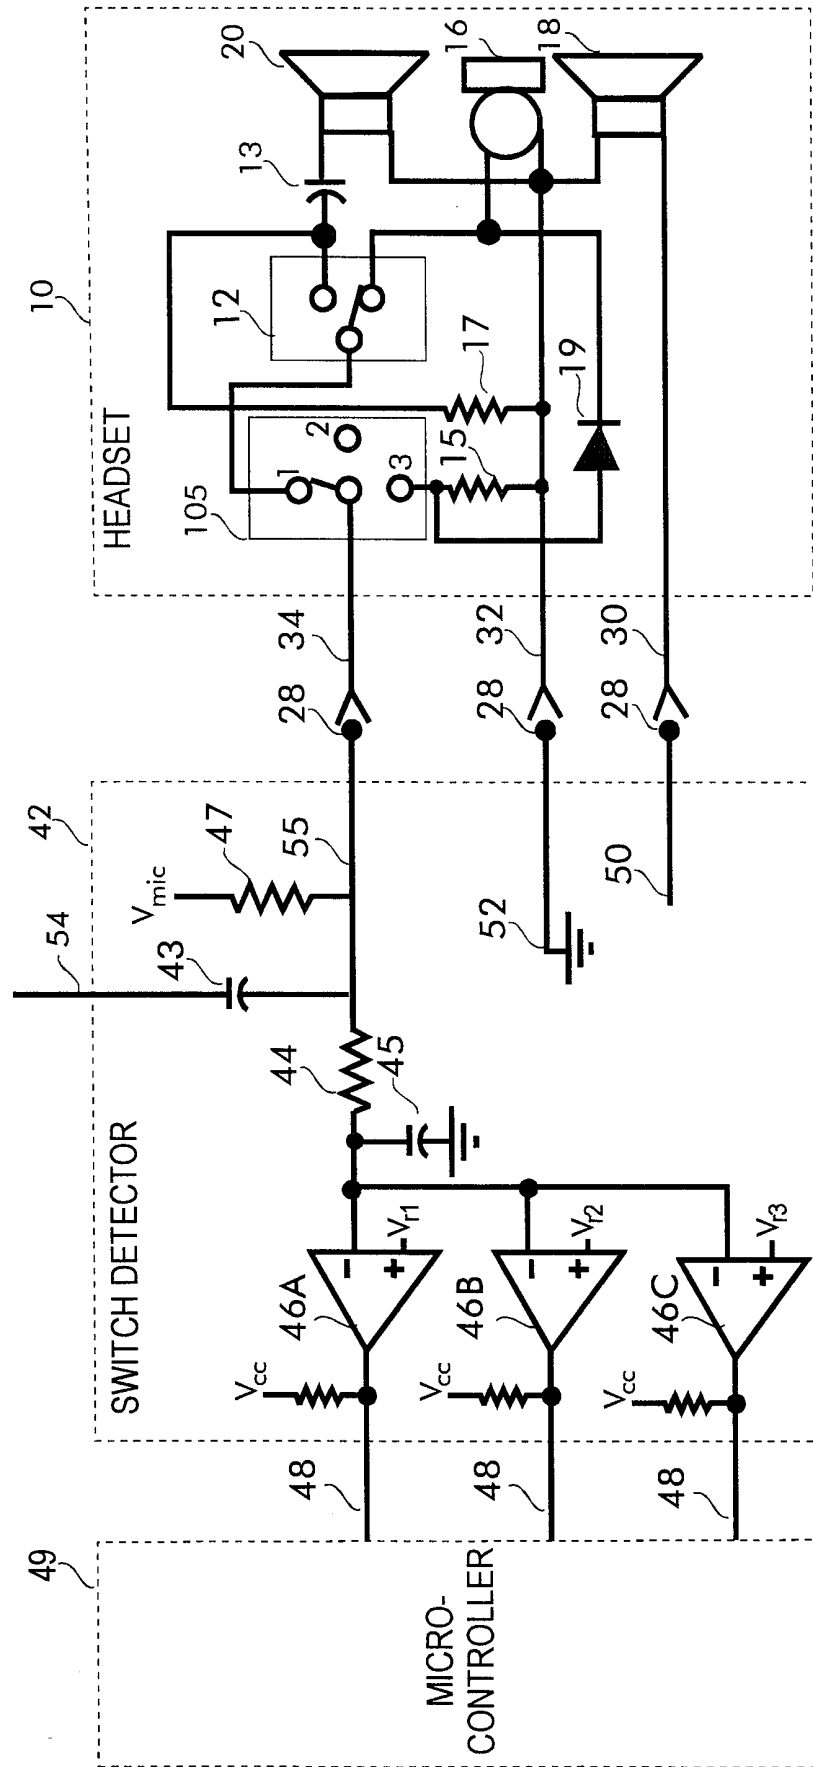 49
MICRO-
CONTROLLER
48
48
48
SWITCH DETECTOR
42
Vcc
Vcc
Vcc
46A
46B
46C
−
+
Vr1
−
+
Vr2
−
+
Vr3
44
45
54
43
Vmic
47
55
52
50
28
28
28
34
32
30
HEADSET
10
105
1
2
3
15
17
19
12
13
20
16
18